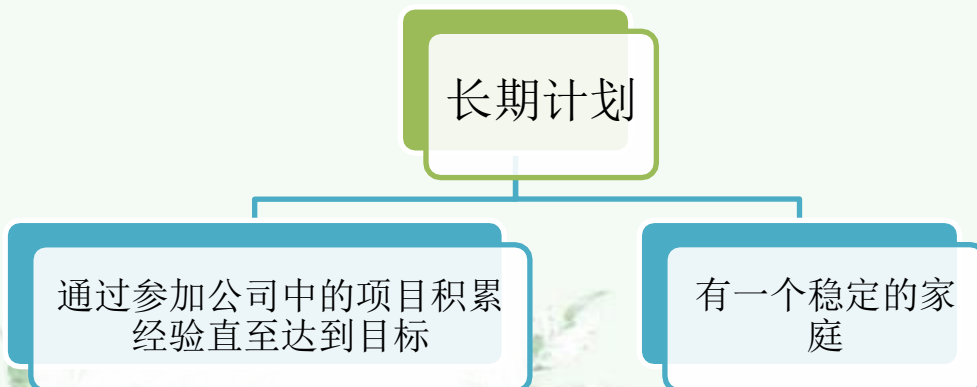 长期计划
通过参加公司中的项目积累
经验直至达到目标
有一个稳定的家
庭